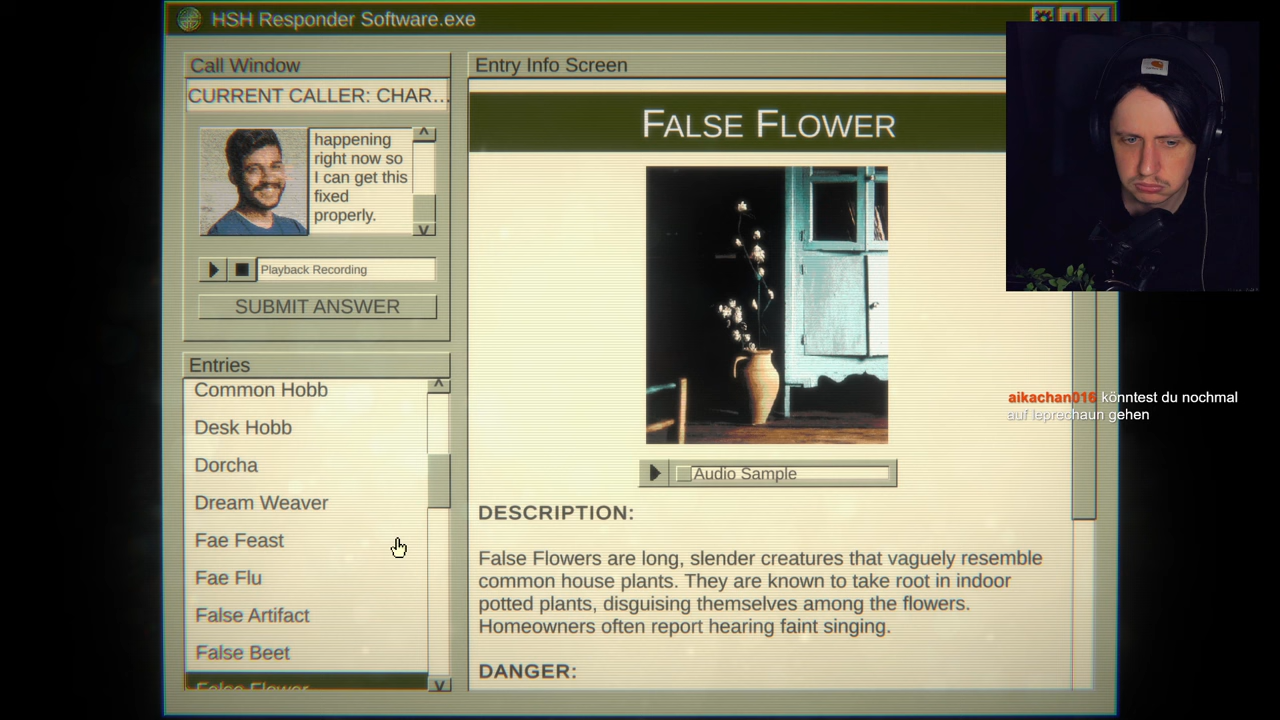 HSH Responder Software.exe
Call Window
CURRENT CALLER: CHAR...
happening
right now so
I can get this
fixed
properly.
Playback Recording
SUBMIT ANSWER
Entries
Common Hobb
Desk Hobb
Dorcha
Dream Weaver
Fae Feast
Fae Flu
False Artifact
False Beet
False Flower
Entry Info Screen
FALSE FLOWER
Audio Sample
DESCRIPTION:
False Flowers are long, slender creatures that vaguely resemble
common house plants. They are known to take root in indoor
potted plants, disguising themselves among the flowers.
Homeowners often report hearing faint singing.
DANGER:
aikachan016 könntest du nochmal
auf leprechaun gehen